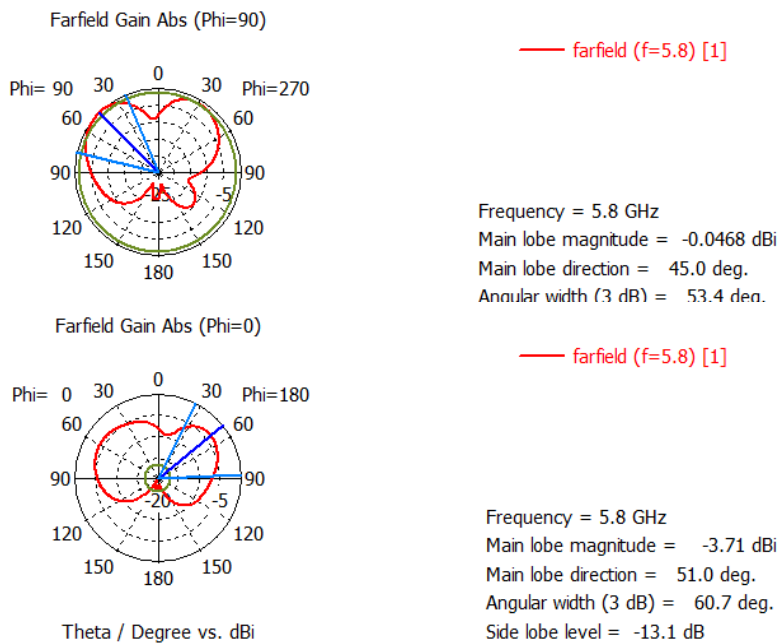 Farfield Gain Abs (Phi=90)
farfield (f=5.8) [1]
0
Phi= 90 30 30 Phi=270
60 60
90 90
-25 -5
120 120
150 150
180
Frequency = 5.8 GHz
Main lobe magnitude = -0.0468 dBi
Main lobe direction = 45.0 deg.
Angular width (3 dB) = 53.4 deg.
Farfield Gain Abs (Phi=0)
farfield (f=5.8) [1]
0
Phi= 0 30 30 Phi=180
60 60
90 90
-20 -5
120 120
150 150
180
Theta / Degree vs. dBi
Frequency = 5.8 GHz
Main lobe magnitude = -3.71 dBi
Main lobe direction = 51.0 deg.
Angular width (3 dB) = 60.7 deg.
Side lobe level = -13.1 dB